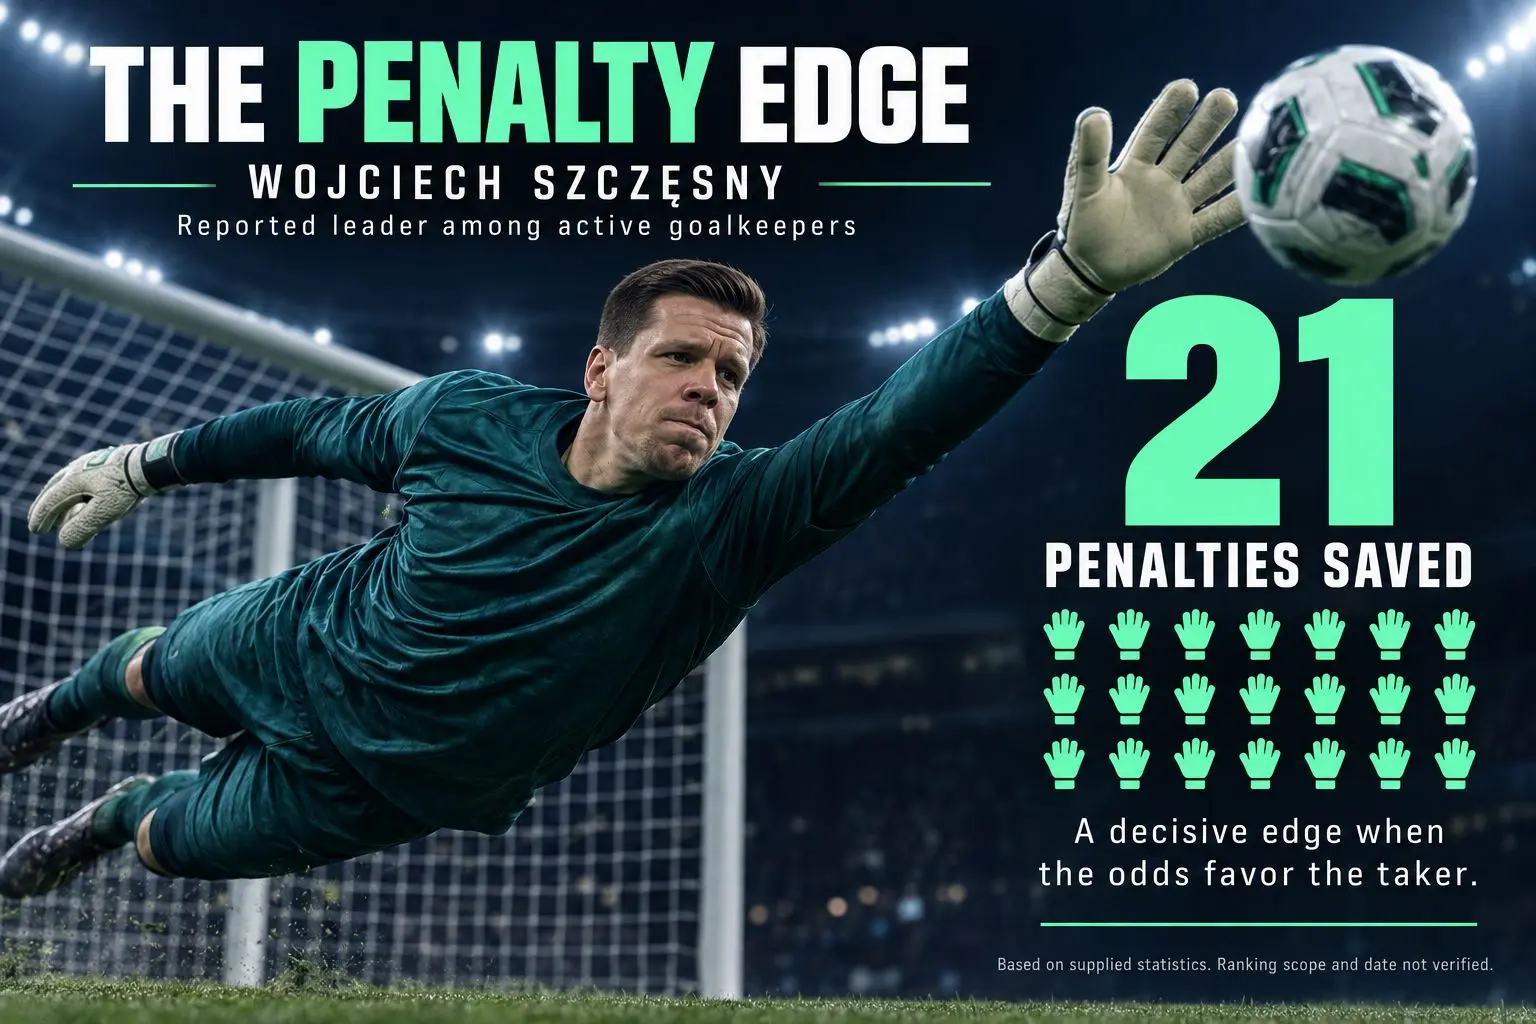 THE PENALTY EDGE
WOJCIECH SZCZĘSNY
Reported leader among active goalkeepers
21
PENALTIES SAVED
A decisive edge when
the odds favor the taker.
Based on supplied statistics. Ranking scope and date not verified.